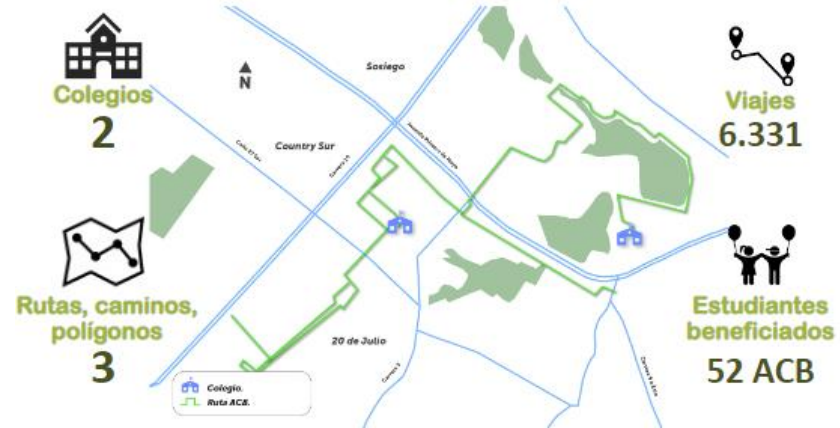 Colegios
2
Rutas, caminos,
polígonos
3
N
Sosiego
Country Sur
20 de Julio
Colegio.
Ruta ACB.
Viajes
6.331
Estudiantes
beneficiados
52 ACB